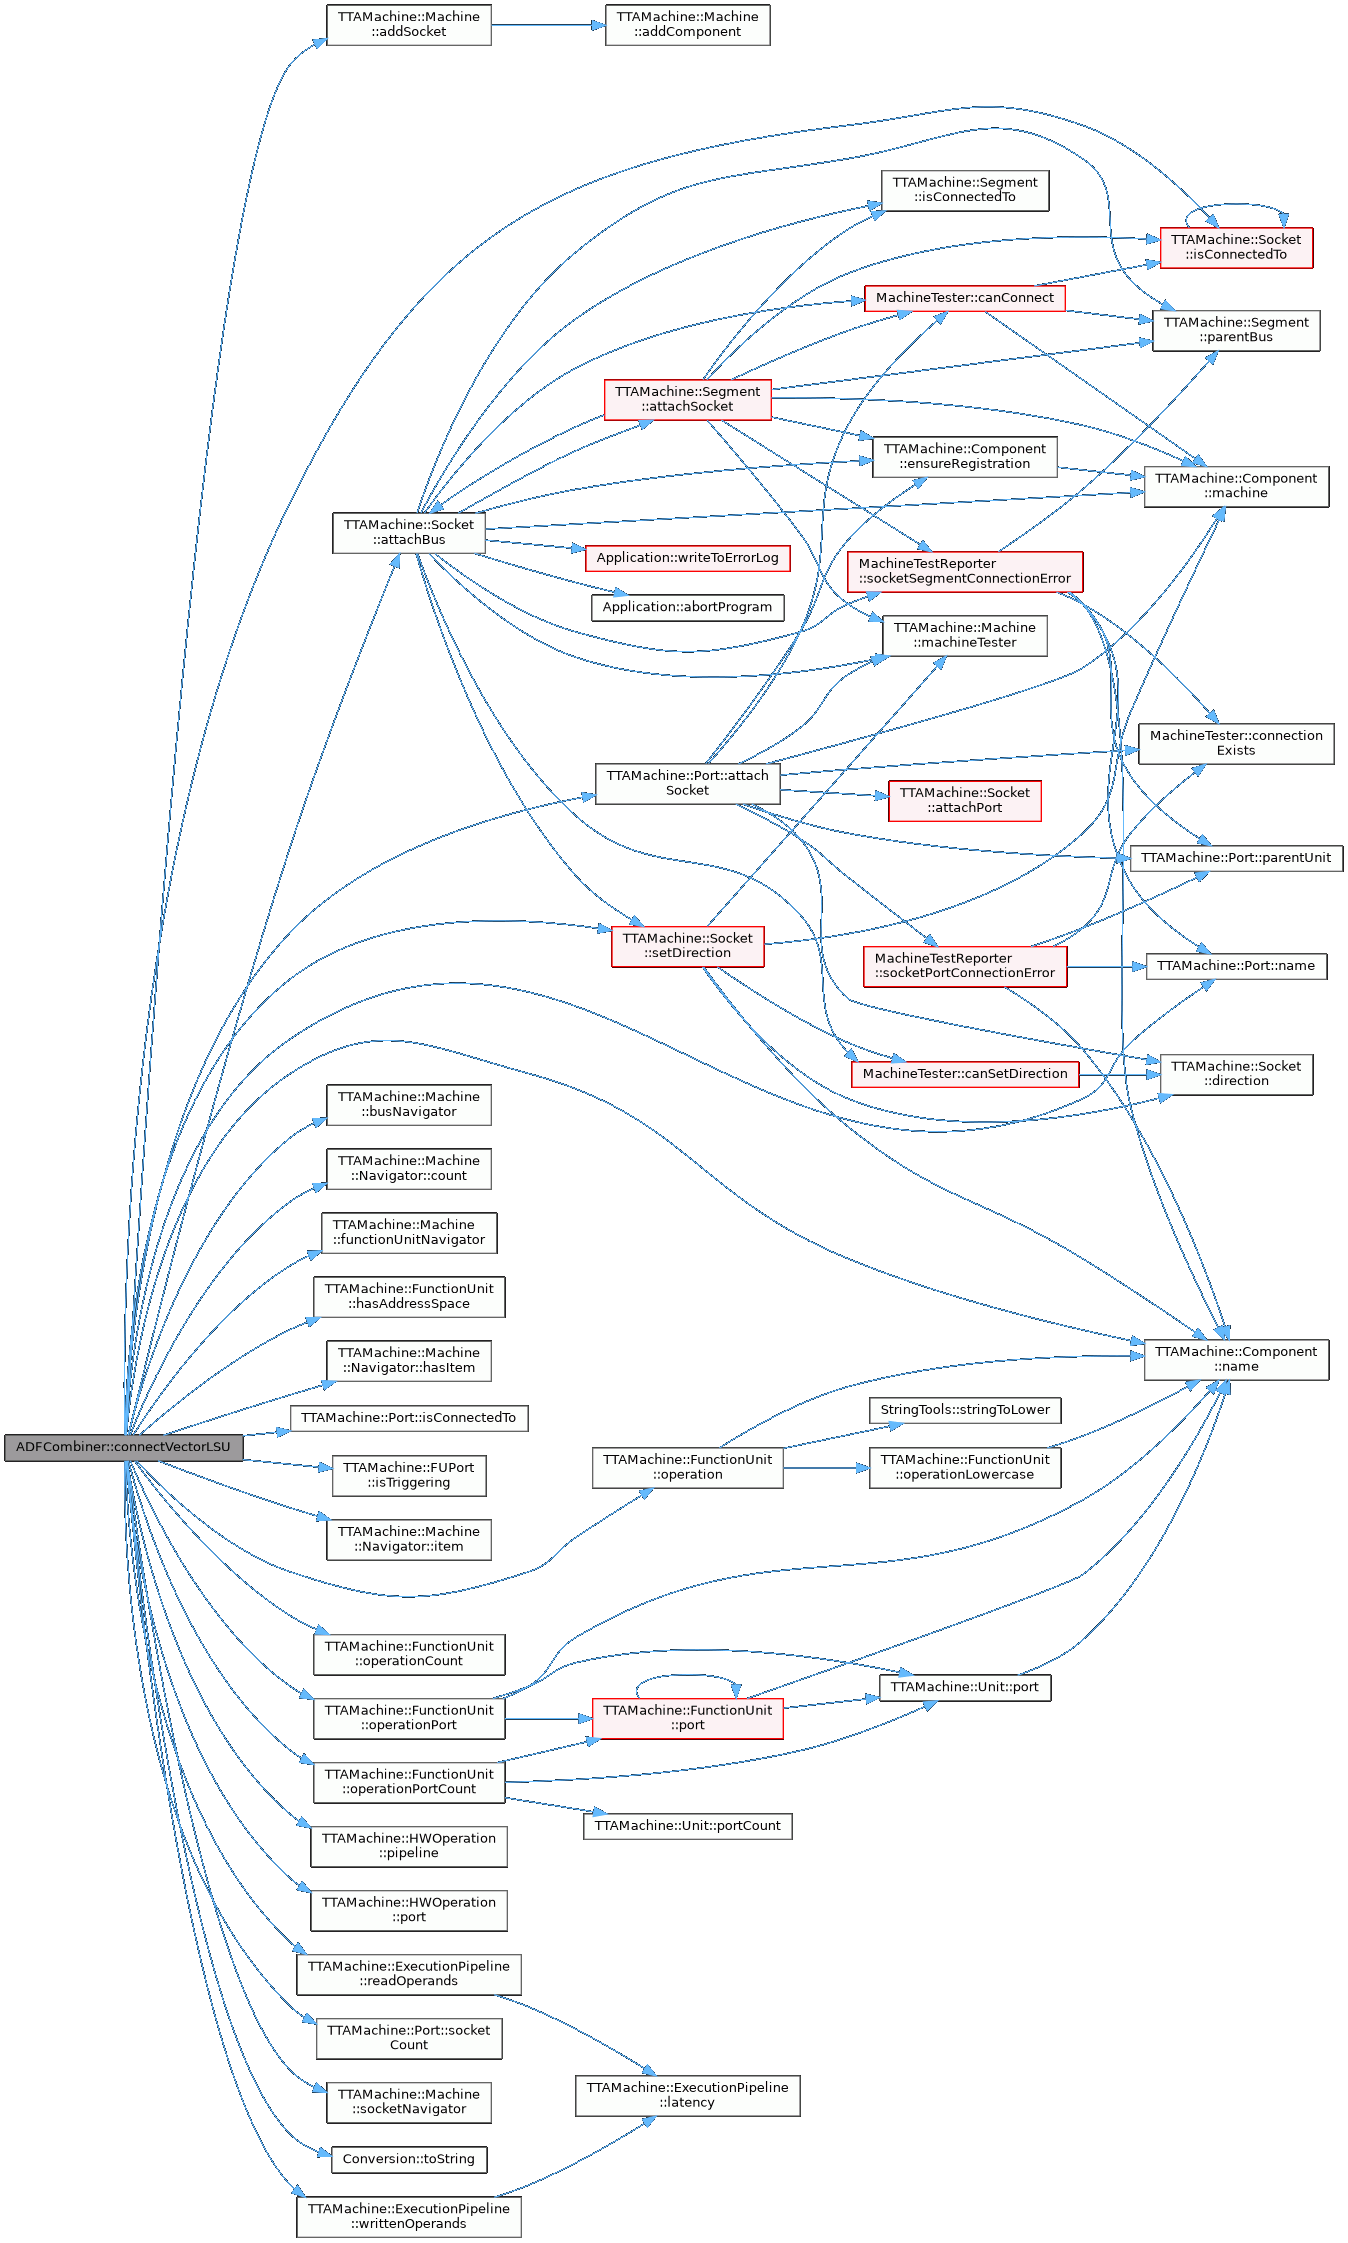 TTAMachine::Machine
::addSocket
TTAMachine::Machine
::addComponent
TTAMachine::Segment
::isConnectedTo
TTAMachine::Socket
::isConnectedTo
MachineTester::canConnect
TTAMachine::Segment
::parentBus
TTAMachine::Segment
::attachSocket
TTAMachine::Component
::ensureRegistration
TTAMachine::Component
::machine
TTAMachine::Socket
::attachBus
Application::writeToErrorLog
MachineTestReporter
::socketSegmentConnectionError
Application::abortProgram
TTAMachine::Machine
::machineTester
MachineTester::connection
Exists
TTAMachine::Port::attach
Socket
TTAMachine::Socket
::attachPort
TTAMachine::Port::parentUnit
TTAMachine::Socket
::setDirection
MachineTestReporter
::socketPortConnectionError
TTAMachine::Port::name
MachineTester::canSetDirection
TTAMachine::Socket
::direction
TTAMachine::Machine
::busNavigator
TTAMachine::Machine
::Navigator::count
TTAMachine::Machine
::functionUnitNavigator
TTAMachine::FunctionUnit
::hasAddressSpace
TTAMachine::Machine
::Navigator::hasItem
TTAMachine::Component
::name
TTAMachine::Port::isConnectedTo
StringTools::stringToLower
ADFCombiner::connectVectorLSU
TTAMachine::FUPort
::isTriggering
TTAMachine::FunctionUnit
::operation
TTAMachine::FunctionUnit
::operationLowercase
TTAMachine::Machine
::Navigator::item
TTAMachine::FunctionUnit
::operationCount
TTAMachine::FunctionUnit
::operationPort
TTAMachine::FunctionUnit
::port
TTAMachine::Unit::port
TTAMachine::FunctionUnit
::operationPortCount
TTAMachine::Unit::portCount
TTAMachine::HWOperation
::pipeline
TTAMachine::HWOperation
::port
TTAMachine::ExecutionPipeline
::readOperands
TTAMachine::Port::socket
Count
TTAMachine::Machine
::socketNavigator
TTAMachine::ExecutionPipeline
::latency
Conversion::toString
TTAMachine::ExecutionPipeline
::writtenOperands